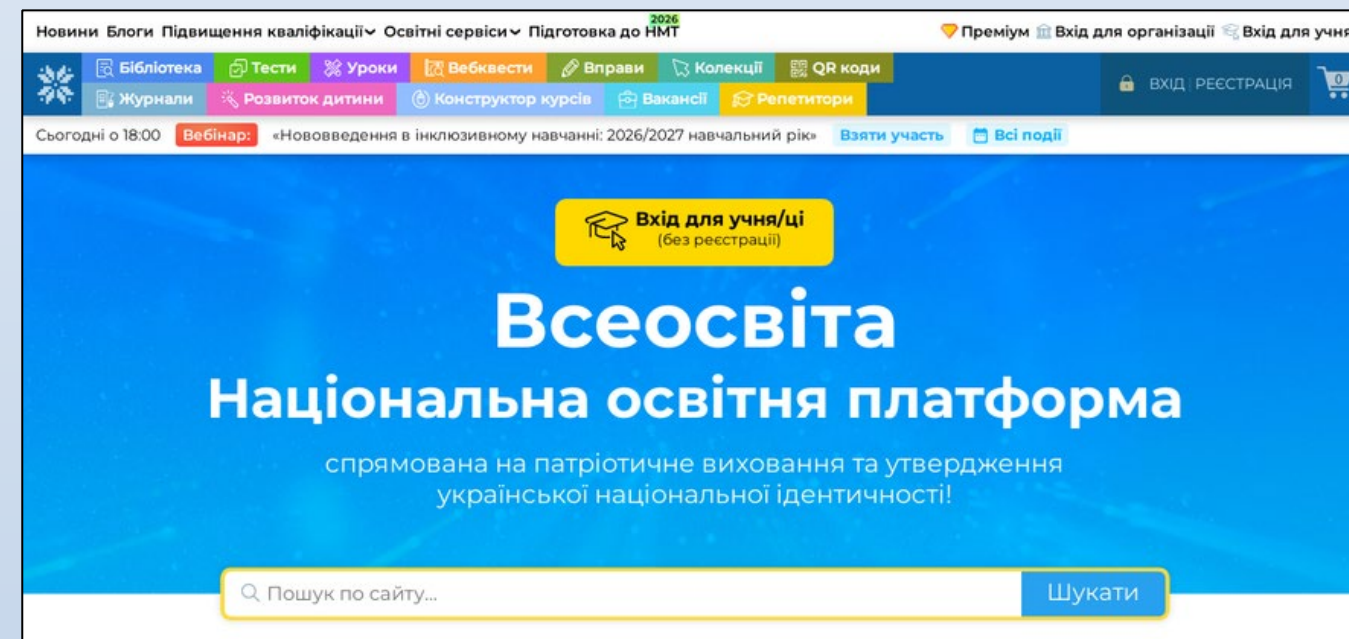 2026
Новини Блоги Підвищення кваліфікації Освітні сервіси Підготовка до НМТ Преміум Вхід для організації Вхід для учня
Бібліотека Тести Уроки Вебквести Вправи Колекції QR коди
Журнали Розвиток дитини Конструктор курсів Вакансії Репетитори
ВХІД | РЕЄСТРАЦІЯ 0
Сьогодні о 18:00 Вебінар: «Нововведення в інклюзивному навчанні: 2026/2027 навчальний рік» Взяти участь Всі події
Вхід для учня/ці
(без реєстрації)
Всеосвіта
Національна освітня платформа
спрямована на патріотичне виховання та утвердження
української національної ідентичності!
Пошук по сайту... Шукати